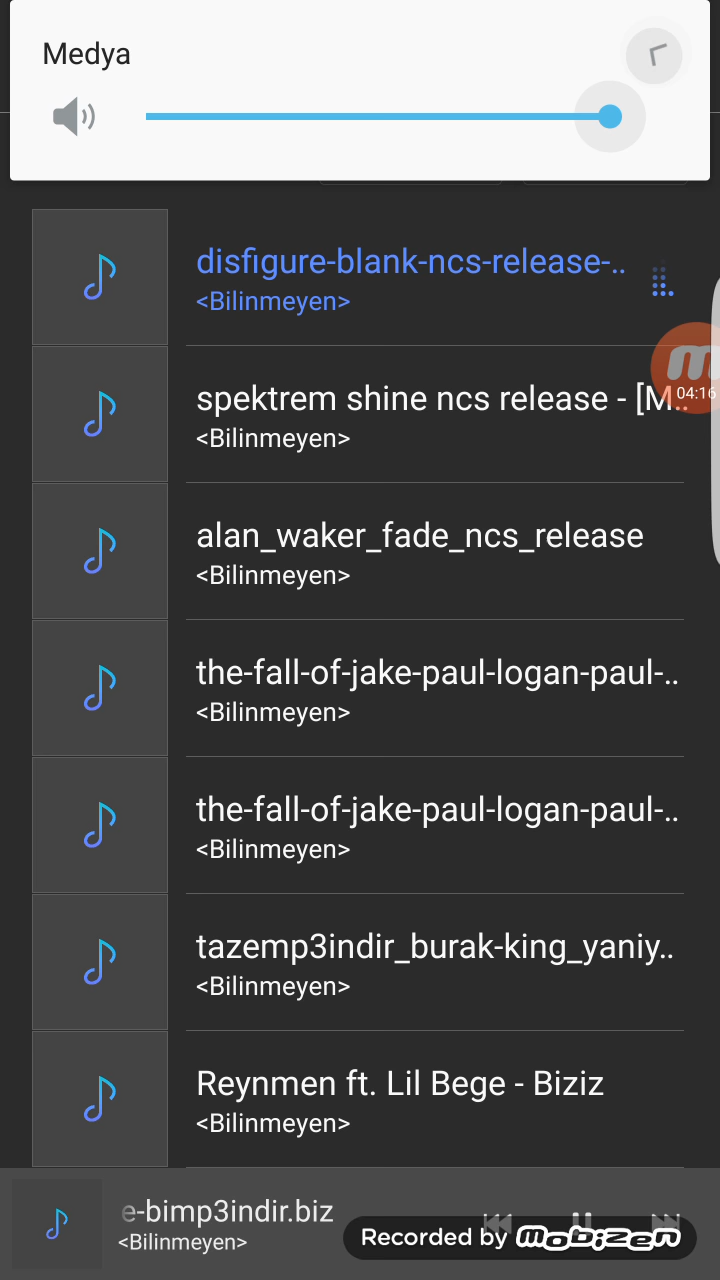 Medya
disfigure-blank-ncs-release-..
<Bilinmeyen>
spektrem shine ncs release - [M..
<Bilinmeyen>
04:16
alan_waker_fade_ncs_release
<Bilinmeyen>
the-fall-of-jake-paul-logan-paul-..
<Bilinmeyen>
the-fall-of-jake-paul-logan-paul-..
<Bilinmeyen>
tazemp3indir_burak-king_yaniy..
<Bilinmeyen>
Reynmen ft. Lil Bege - Biziz
<Bilinmeyen>
e-bimp3indir.biz
<Bilinmeyen>
Recorded by mobizen